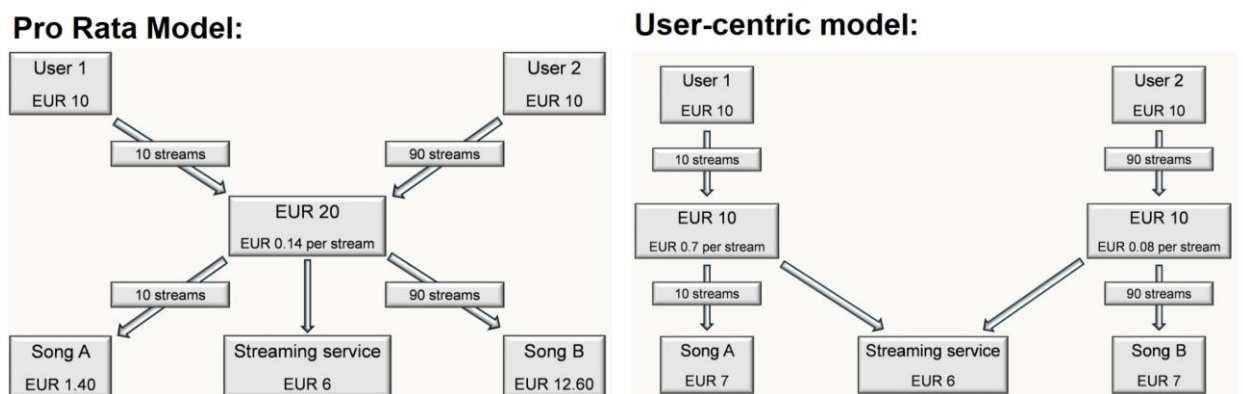 Pro Rata Model:
User 1
EUR 10
User 2
EUR 10
10 streams
90 streams
EUR 20
EUR 0.14 per stream
10 streams
90 streams
Song A
EUR 1.40
Streaming service
EUR 6
Song B
EUR 12.60
User-centric model:
User 1
EUR 10
User 2
EUR 10
10 streams
90 streams
EUR 10
EUR 0.7 per stream
EUR 10
EUR 0.08 per stream
10 streams
90 streams
Song A
EUR 7
Streaming service
EUR 6
Song B
EUR 7